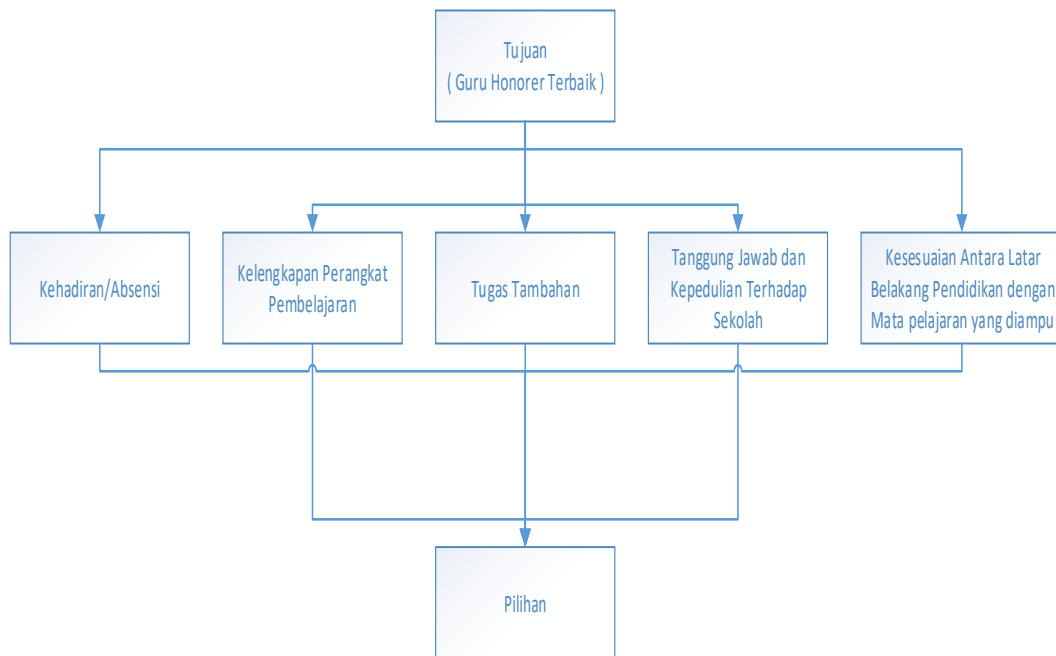 Tujuan
( Guru Honorer Terbaik )
Kehadiran/Absensi
Kelengkapan Perangkat
Pembelajaran
Tugas Tambahan
Tanggung Jawab dan
Kepedulian Terhadap
Sekolah
Kesesuaian Antara Latar
Belakang Pendidikan dengan
Mata pelajaran yang diampu
Pilihan